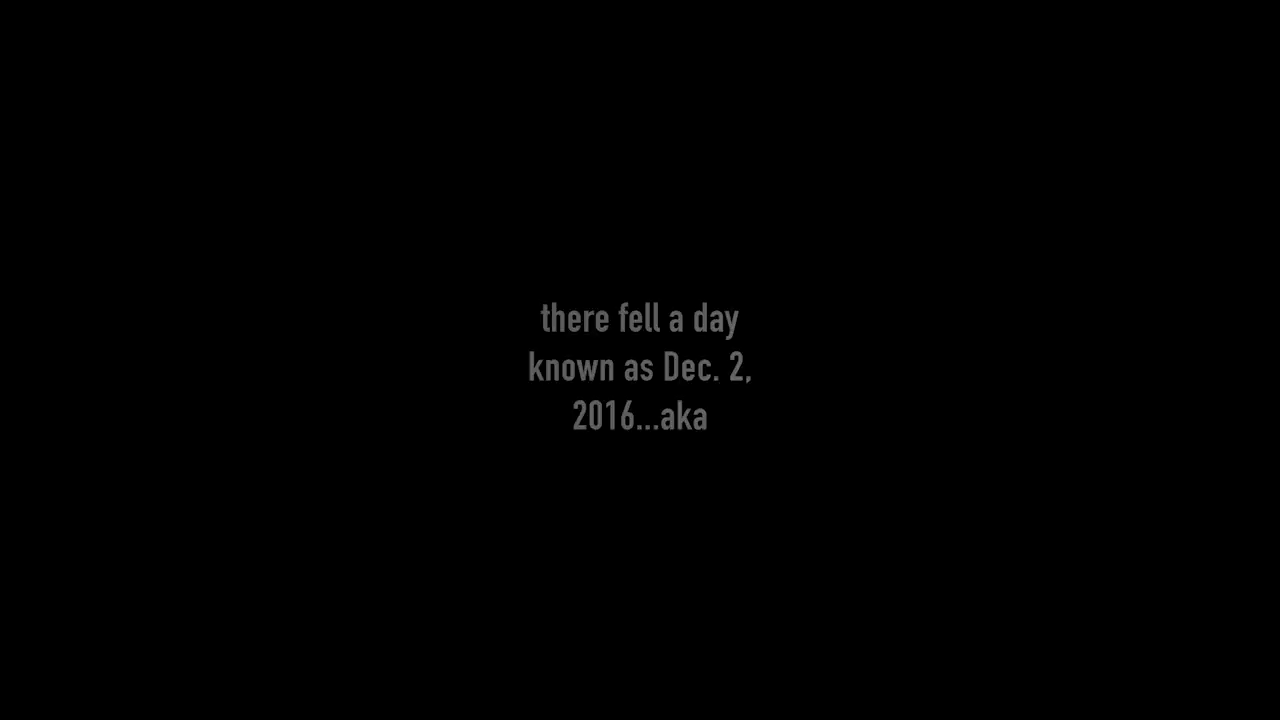 there fell a day
known as Dec. 2,
2016...aka